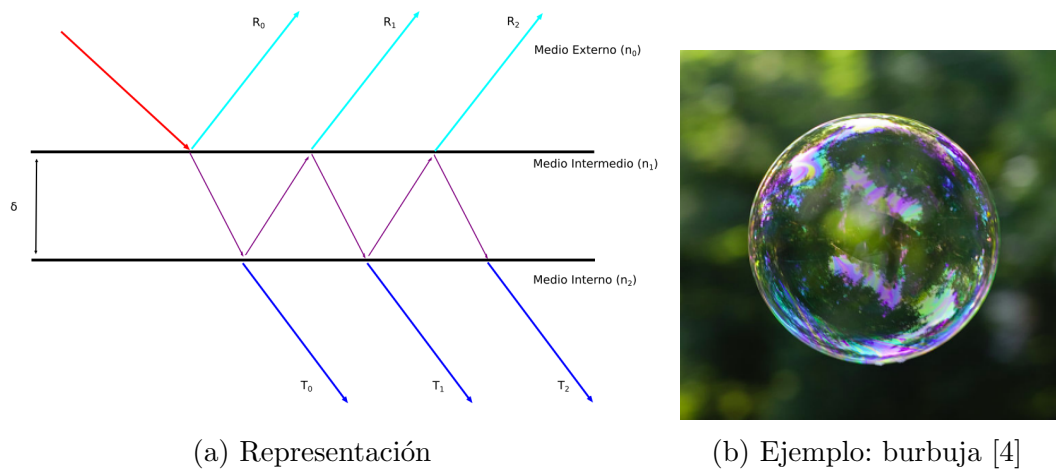 R₀
R₁
R₂
Medio Externo (n₀)
Medio Intermedio (n₁)
δ
Medio Interno (n₂)
T₀
T₁
T₂
(a) Representación
(b) Ejemplo: burbuja [4]